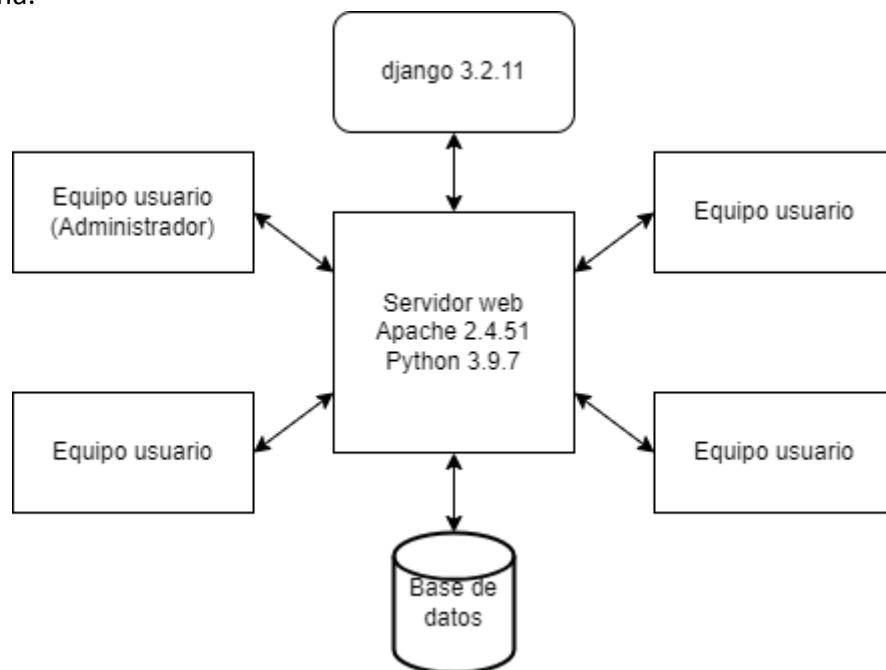 django 3.2.11
Equipo usuario
(Administrador)
Equipo usuario
Servidor web
Apache 2.4.51
Python 3.9.7
Equipo usuario
Equipo usuario
Base de
datos